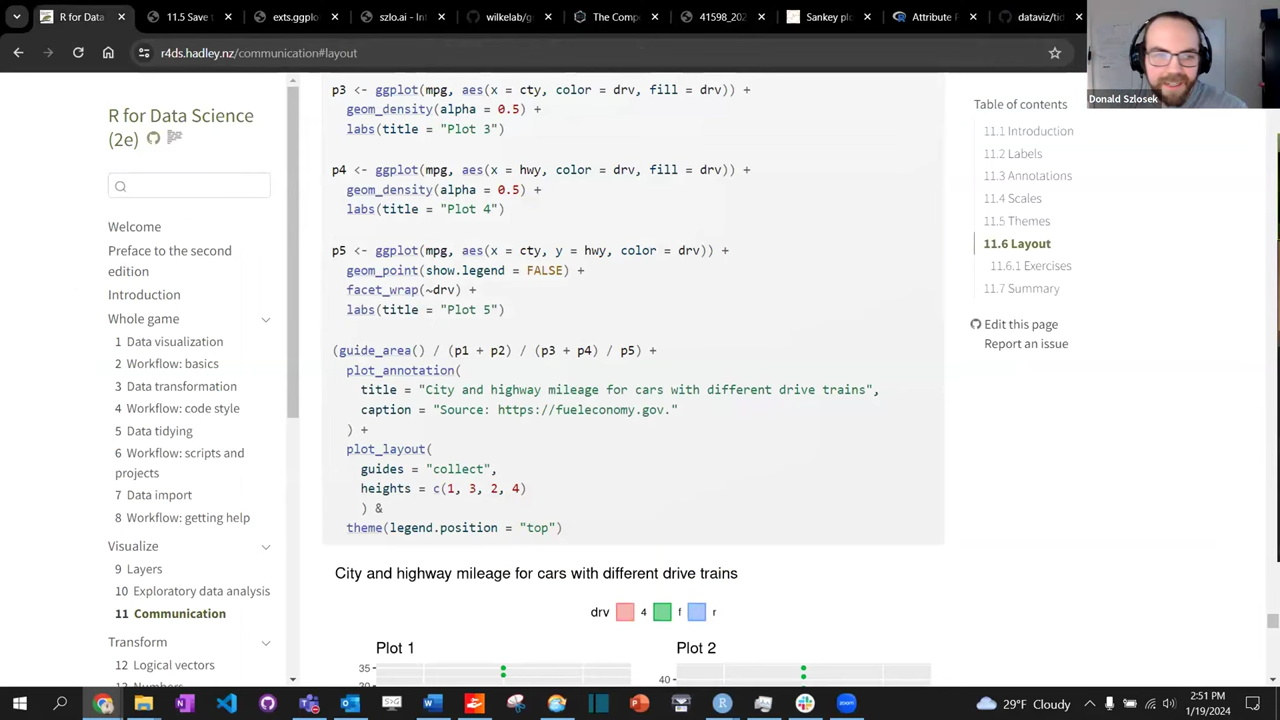 R for Data
11.5 Save
exts.ggplo
szlo.ai - In
wilkelab/g
The Comp
41598_20
Sankey plo
Attribute
dataviz/tid
r4ds.hadley.nz/communication#layout
Donald Szlosek
R for Data Science
(2e)
Welcome
Preface to the second
edition
Introduction
Whole game
1 Data visualization
2 Workflow: basics
3 Data transformation
4 Workflow: code style
5 Data tidying
6 Workflow: scripts and
projects
7 Data import
8 Workflow: getting help
Visualize
9 Layers
10 Exploratory data analysis
11 Communication
Transform
12 Logical vectors
13 Numbers
p3 <- ggplot(mpg, aes(x = cty, color = drv, fill = drv)) +
geom_density(alpha = 0.5) +
labs(title = "Plot 3")
p4 <- ggplot(mpg, aes(x = hwy, color = drv, fill = drv)) +
geom_density(alpha = 0.5) +
labs(title = "Plot 4")
p5 <- ggplot(mpg, aes(x = cty, y = hwy, color = drv)) +
geom_point(show.legend = FALSE) +
facet_wrap(~drv) +
labs(title = "Plot 5")
(guide_area() / (p1 + p2) / (p3 + p4) / p5) +
plot_annotation(
title = "City and highway mileage for cars with different drive trains",
caption = "Source: https://fueleconomy.gov."
) +
plot_layout(
guides = "collect",
heights = c(1, 3, 2, 4)
) &
theme(legend.position = "top")
City and highway mileage for cars with different drive trains
drv 4 f r
Plot 1
Plot 2
35
30
40
Table of contents
11.1 Introduction
11.2 Labels
11.3 Annotations
11.4 Scales
11.5 Themes
11.6 Layout
11.6.1 Exercises
11.7 Summary
Edit this page
Report an issue
29°F Cloudy
2:51 PM
1/19/2024